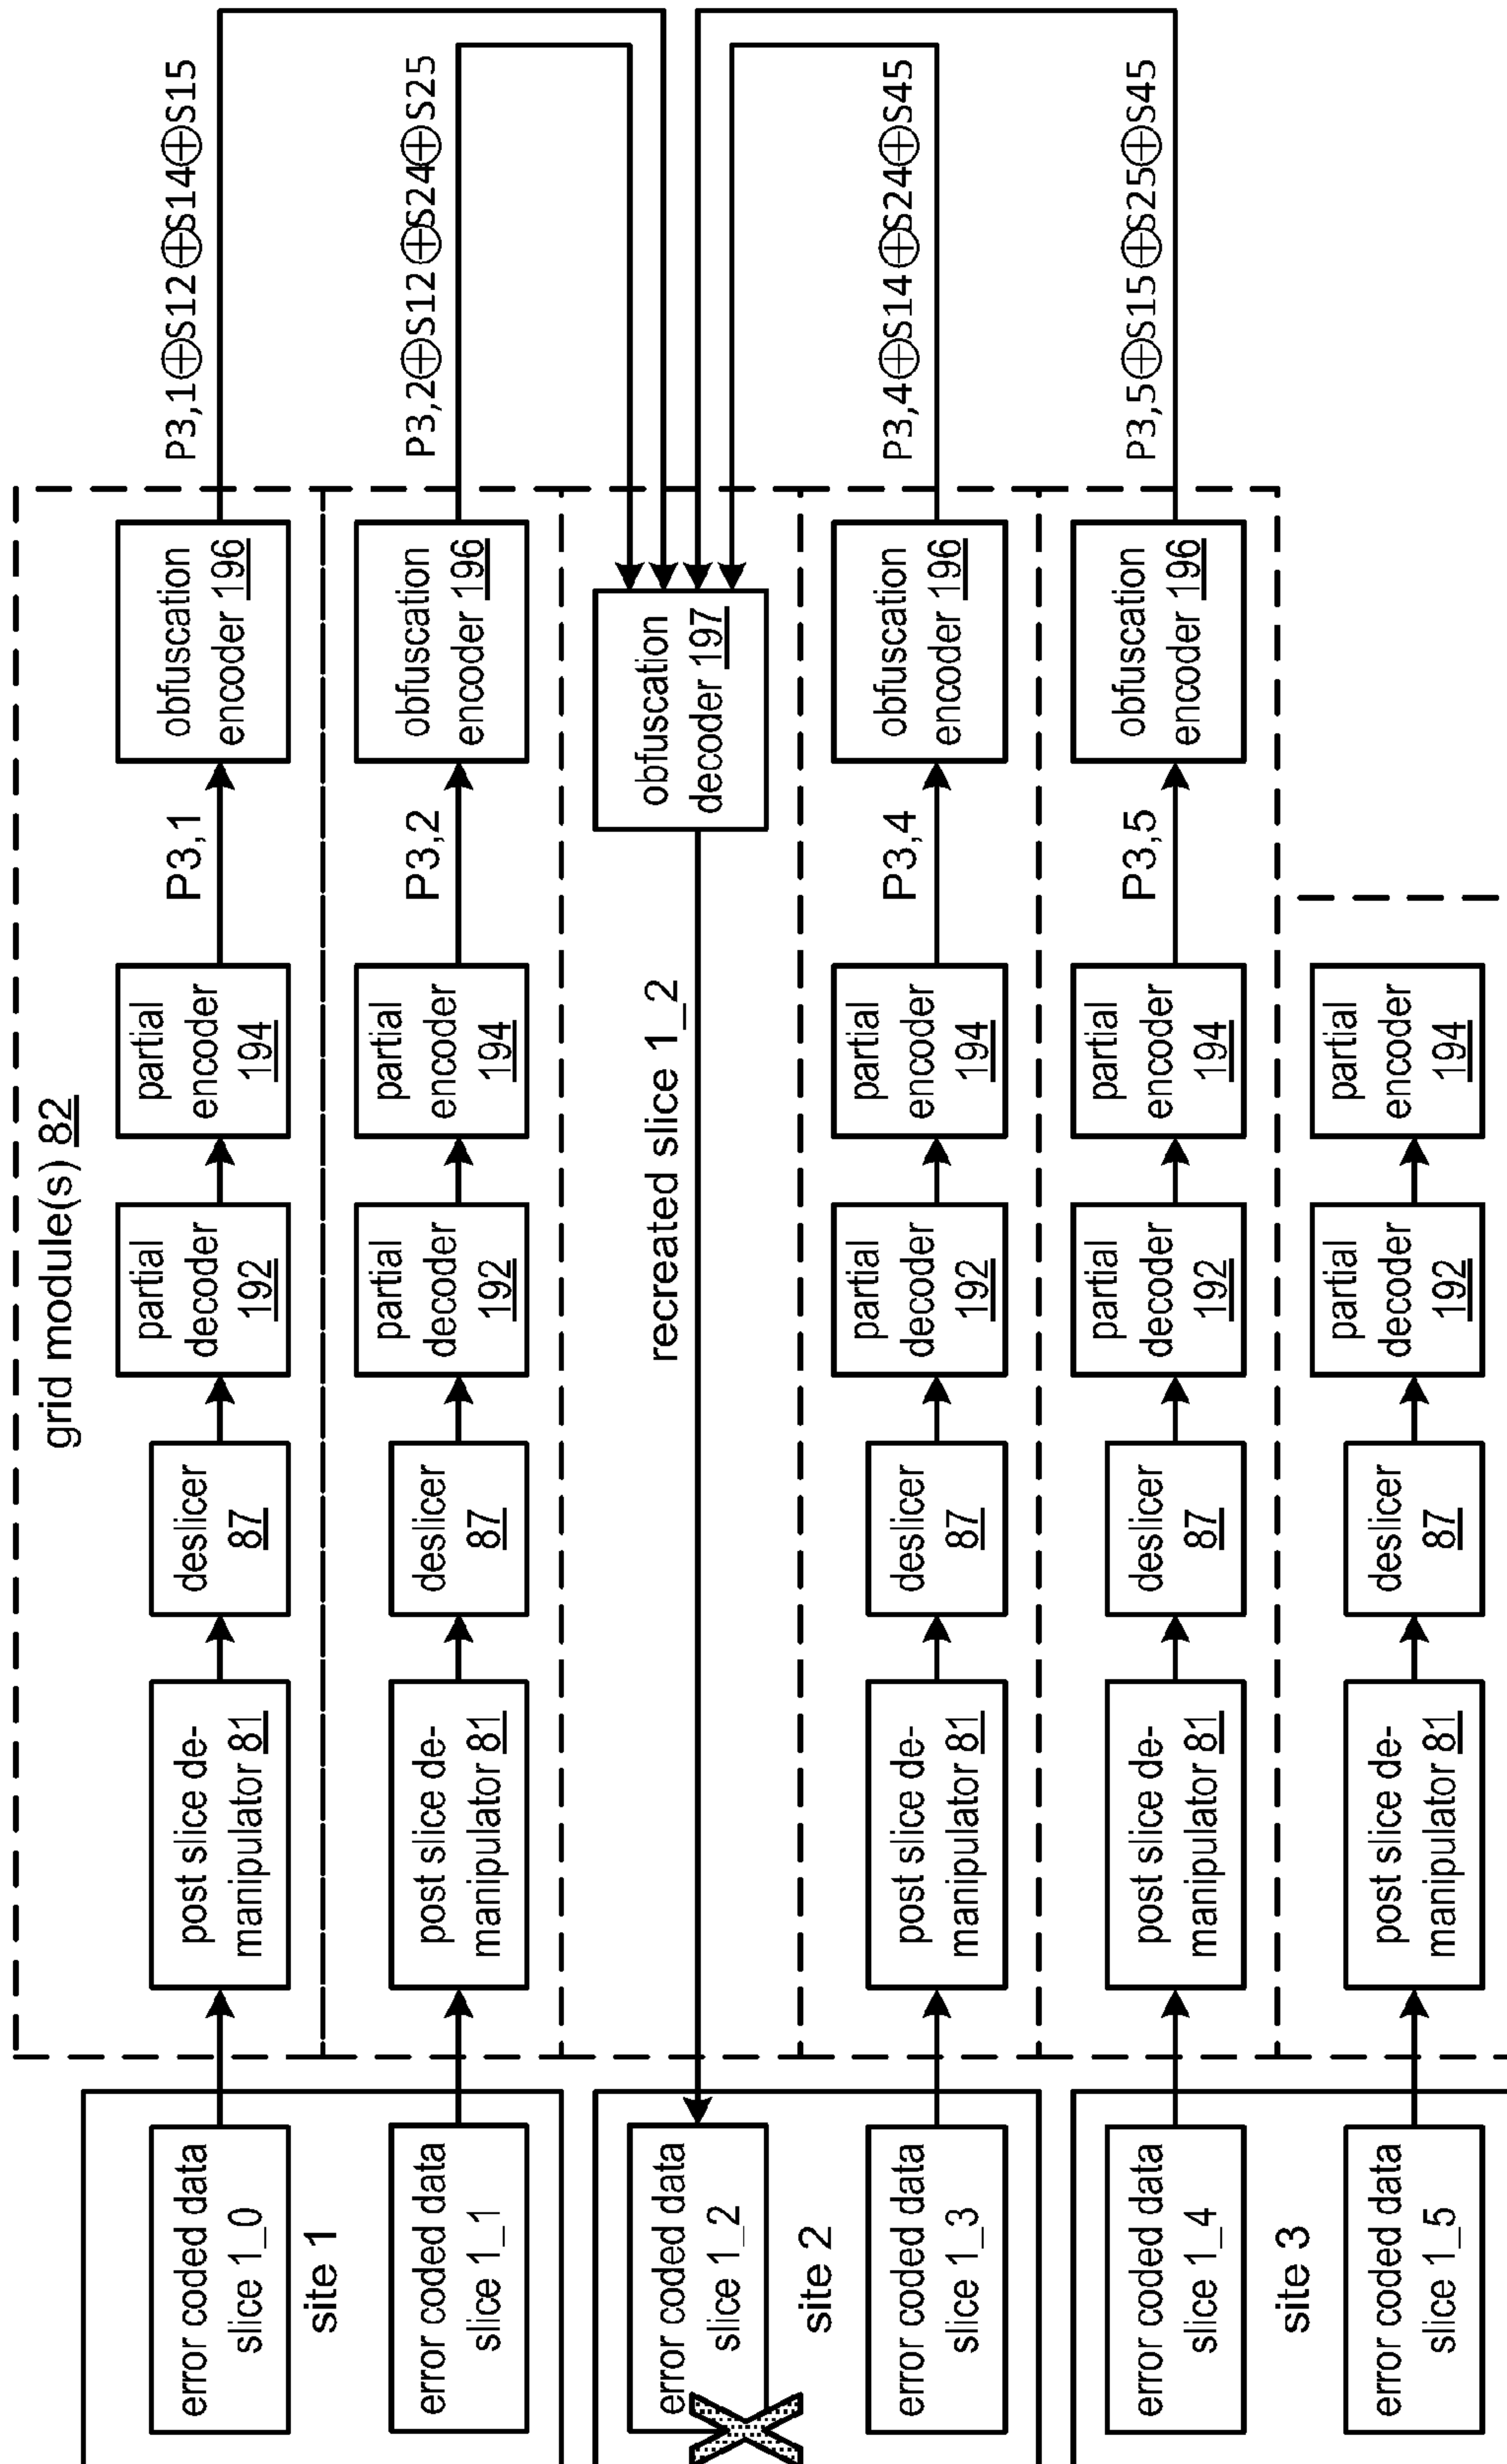 grid module(s) 82
error coded data
slice 1_0
post slice de-
manipulator 81
deslicer
87
partial
decoder
192
partial
encoder
194
P3,1
obfuscation
encoder 196
P3,1⊕S12⊕S14⊕S15
site 1
error coded data
slice 1_1
post slice de-
manipulator 81
deslicer
87
partial
decoder
192
partial
encoder
194
P3,2
obfuscation
encoder 196
P3,2⊕S12⊕S24⊕S25
error coded data
slice 1_2
recreated slice 1_2
obfuscation
decoder 197
site 2
error coded data
slice 1_3
post slice de-
manipulator 81
deslicer
87
partial
decoder
192
partial
encoder
194
P3,4
obfuscation
encoder 196
P3,4⊕S14⊕S24⊕S45
error coded data
slice 1_4
post slice de-
manipulator 81
deslicer
87
partial
decoder
192
partial
encoder
194
P3,5
obfuscation
encoder 196
P3,5⊕S15⊕S25⊕S45
site 3
error coded data
slice 1_5
post slice de-
manipulator 81
deslicer
87
partial
decoder
192
partial
encoder
194